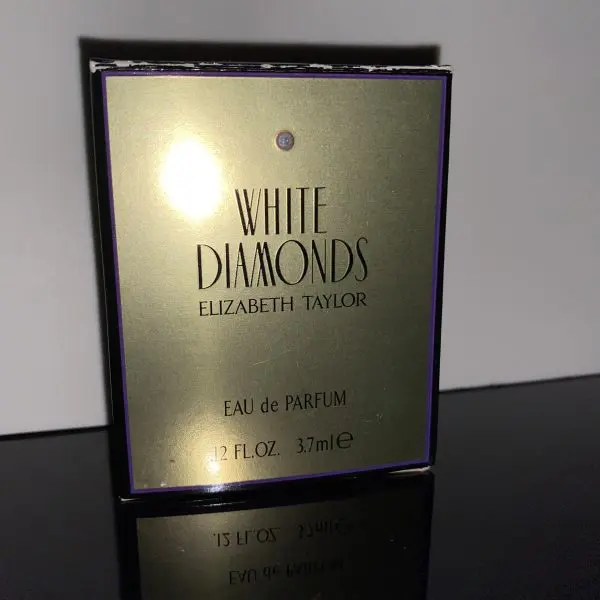 WHITE
DIAMONDS
ELIZABETH TAYLOR
EAU de PARFUM
.12 FL.OZ. 3.7ml℮